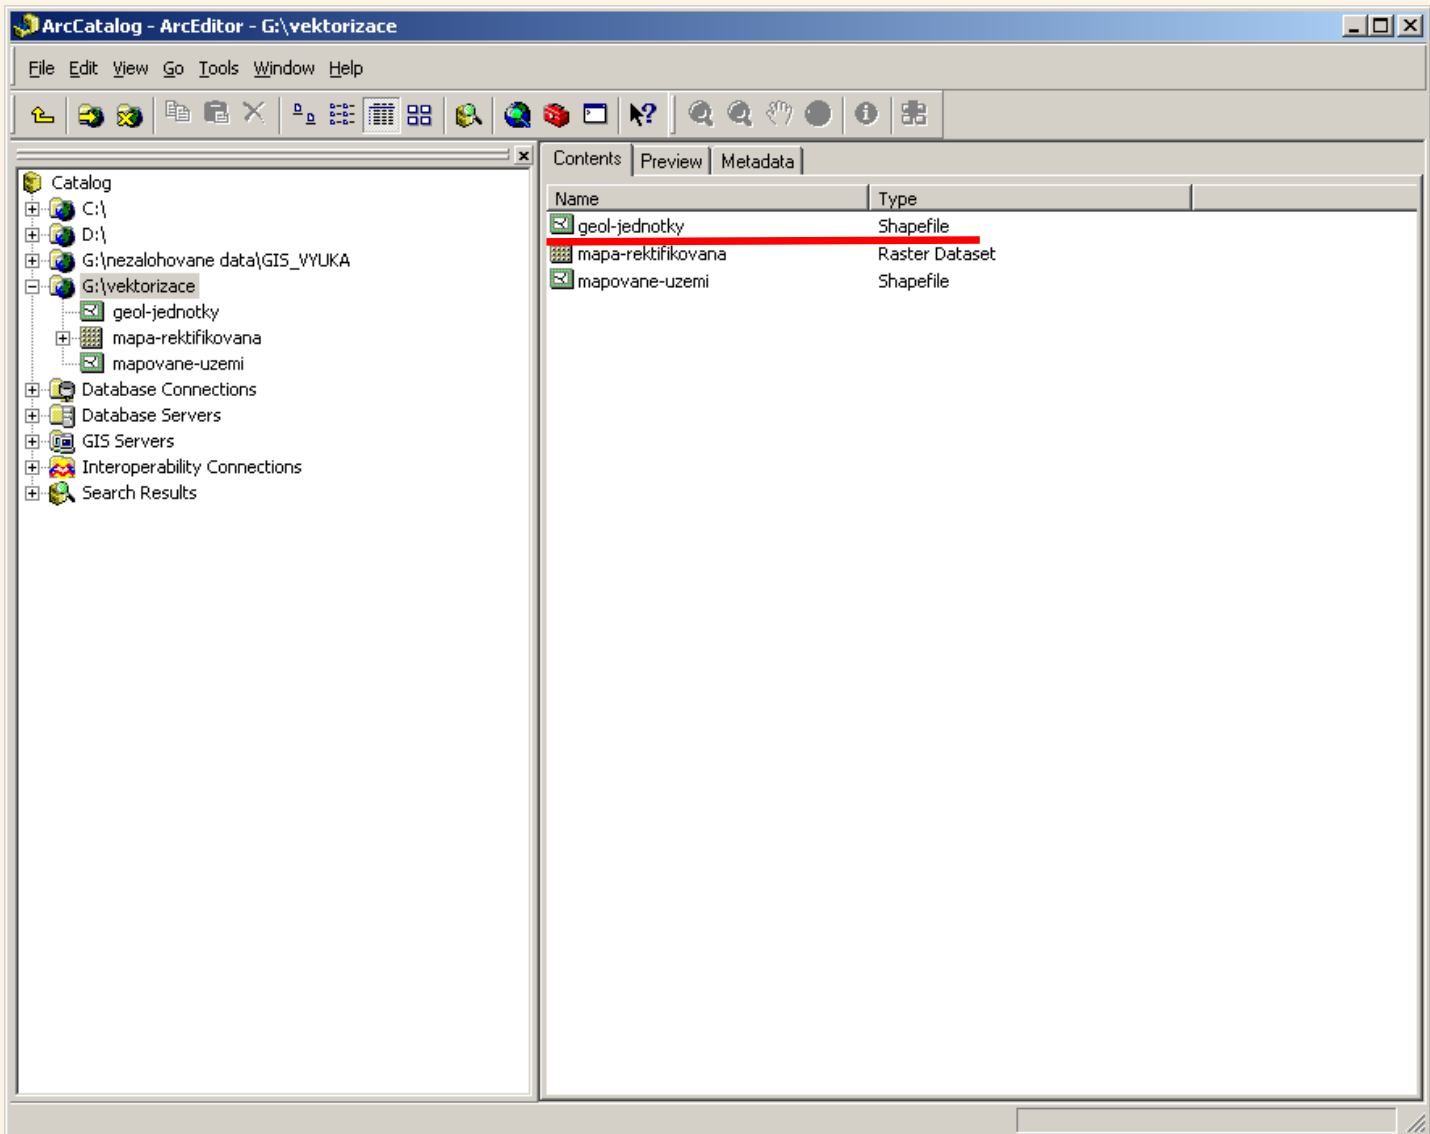 ArcCatalog - ArcEditor - G:\vektorizace
File Edit View Go Tools Window Help
Catalog
C:\
D:\
G:\nezalohovane data\GIS_VYUKA
G:\vektorizace
geol-jednotky
mapa-rektifikovana
mapovane-uzemi
Database Connections
Database Servers
GIS Servers
Interoperability Connections
Search Results
Contents Preview Metadata
Name Type
geol-jednotky Shapefile
mapa-rektifikovana Raster Dataset
mapovane-uzemi Shapefile